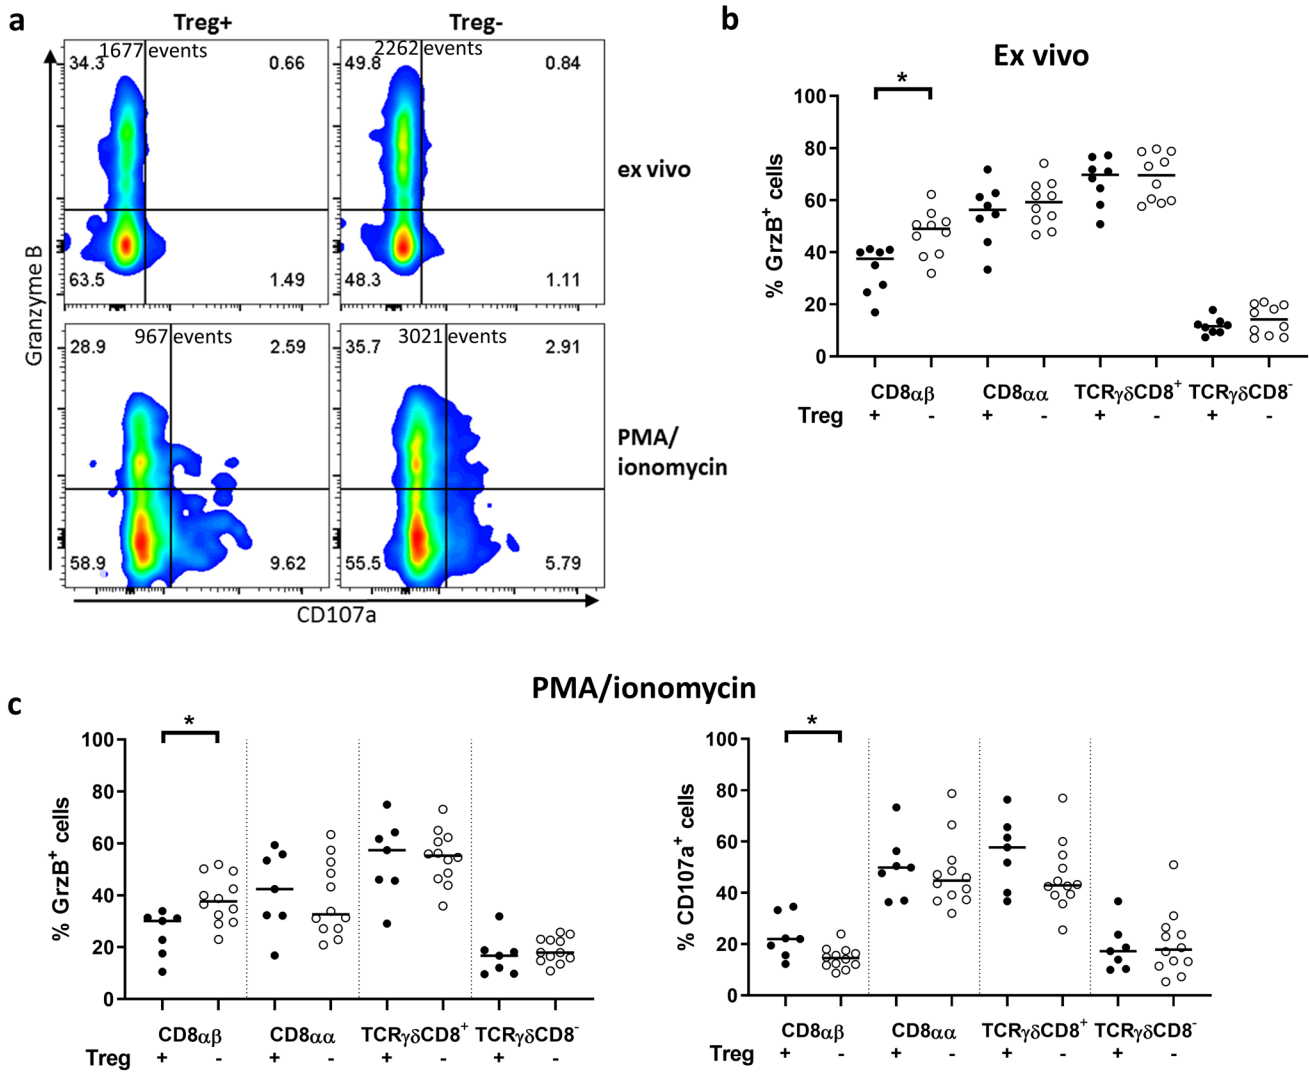 a
Treg+
Treg-
1677 events
34.3
0.66
63.5
1.49
2262 events
49.8
0.84
48.3
1.11
ex vivo
967 events
28.9
2.59
58.9
9.62
3021 events
35.7
2.91
55.5
5.79
PMA/
ionomycin
Granzyme B
CD107a
b
Ex vivo
*
% GrzB⁺ cells
100
80
60
40
20
0
CD8αβ CD8αα TCRγδCD8⁺ TCRγδCD8⁻
Treg + - + - + - + -
c
PMA/ionomycin
*
% GrzB⁺ cells
100
80
60
40
20
0
CD8αβ CD8αα TCRγδCD8⁺ TCRγδCD8⁻
Treg + - + - + - + -
*
% CD107a⁺ cells
100
80
60
40
20
0
CD8αβ CD8αα TCRγδCD8⁺ TCRγδCD8⁻
Treg + - + - + - + -